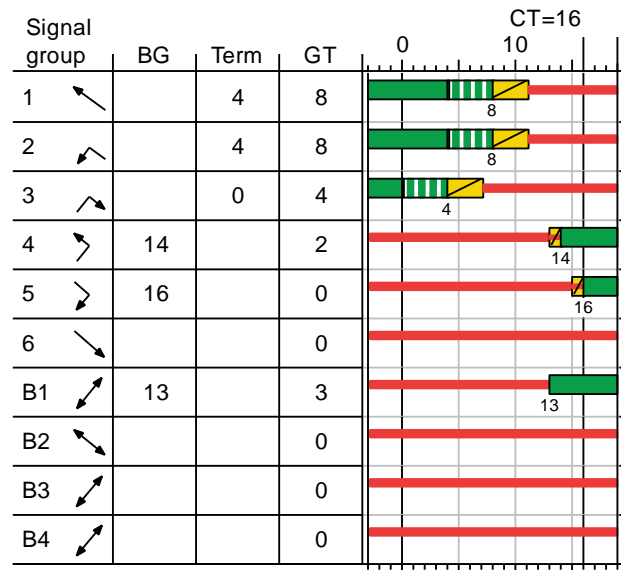 Signal group BG Term GT CT=16
0 10
1 4 8 8
2 4 8 8
3 0 4 4
4 14 2 14
5 16 0 16
6 0
B1 13 3 13
B2 0
B3 0
B4 0